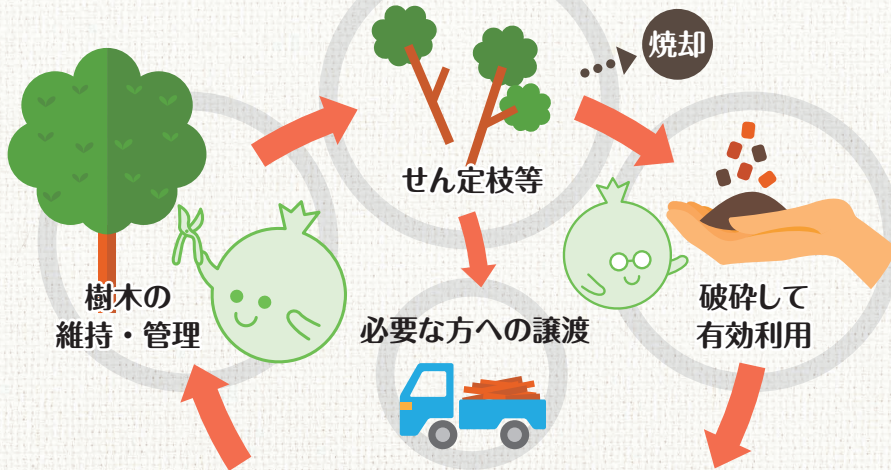 焼却
せん定枝等
樹木の
維持・管理
必要な方への譲渡
破砕して
有効利用